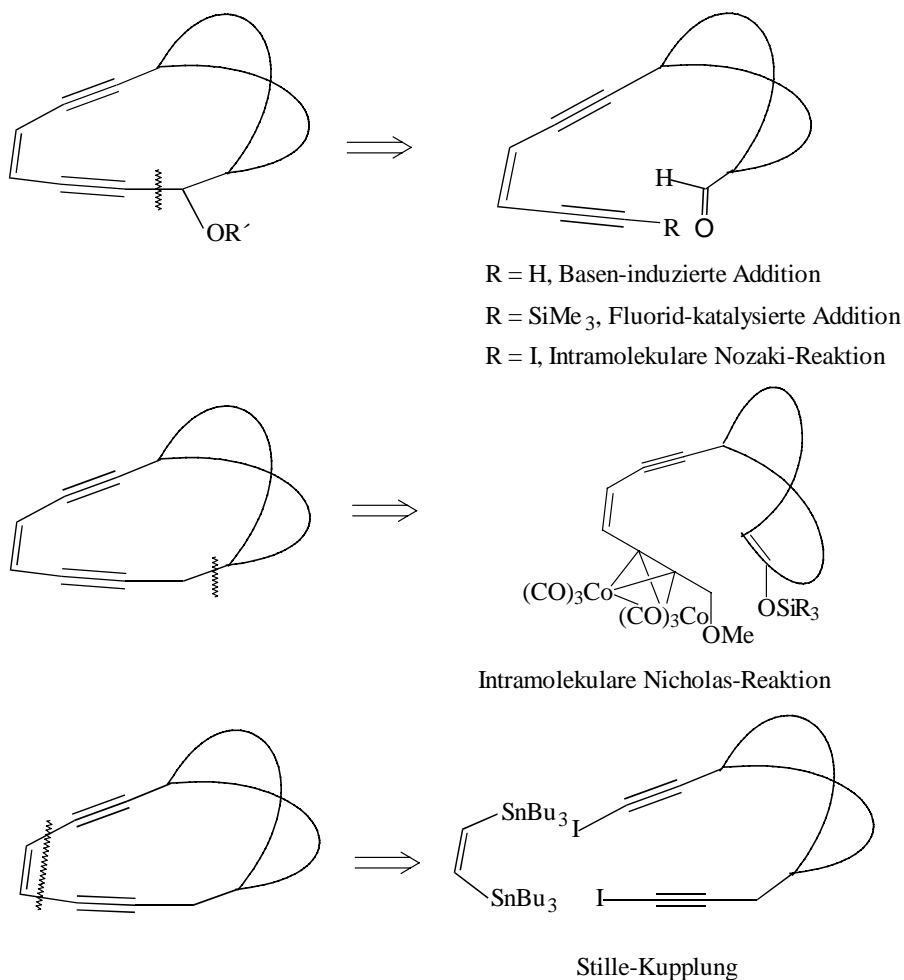 OR´
H
O
R
R = H, Basen-induzierte Addition
R = SiMe3, Fluorid-katalysierte Addition
R = I, Intramolekulare Nozaki-Reaktion
(CO)3Co
(CO)3Co
OMe
OSiR3
Intramolekulare Nicholas-Reaktion
SnBu3
I
SnBu3
I
Stille-Kupplung